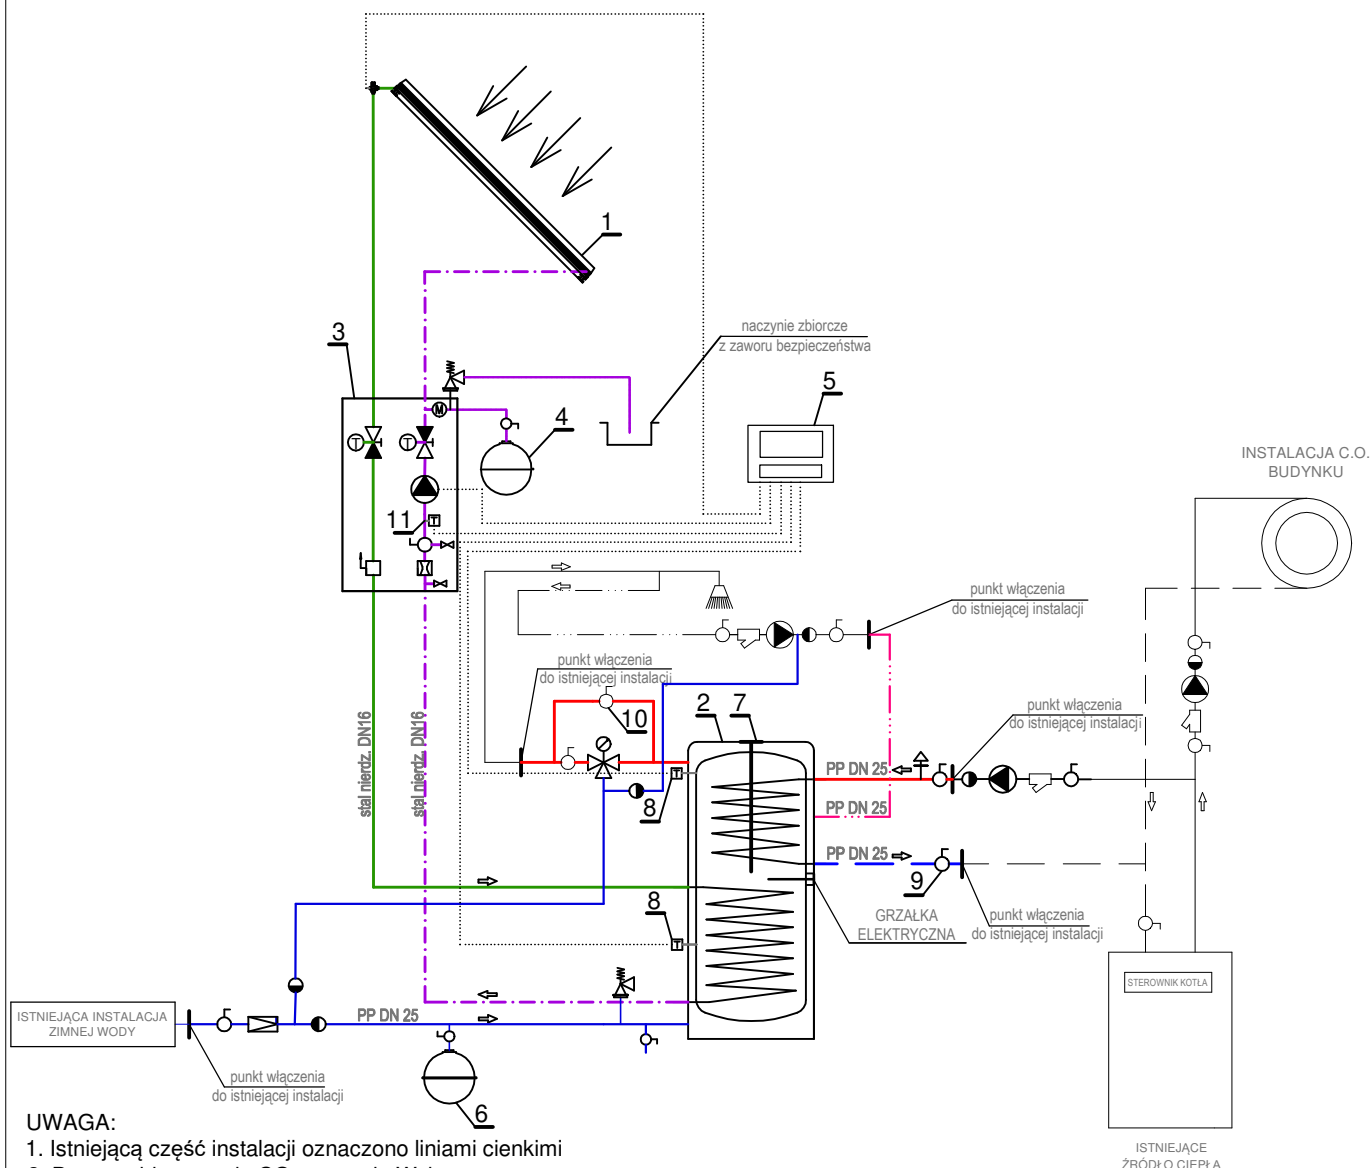 1
naczynie zbiorcze
z zaworu bezpieczeństwa
3
5
4
M
T
T
11
T
INSTALACJA C.O.
BUDYNKU
punkt włączenia
do istniejącej instalacji
punkt włączenia
do istniejącej instalacji
10
2
7
punkt włączenia
do istniejącej instalacji
stal nierdz. DN16
stal nierdz. DN16
PP DN 25
T
8
PP DN 25
PP DN 25
9
8
T
GRZAŁKA
ELEKTRYCZNA
punkt włączenia
do istniejącej instalacji
STEROWNIK KOTŁA
ISTNIEJĄCA INSTALACJA
ZIMNEJ WODY
PP DN 25
punkt włączenia
do istniejącej instalacji
6
UWAGA:
1. Istniejącą część instalacji oznaczono liniami cienkimi
ISTNIEJĄCE
ŹRÓDŁO CIEPŁA